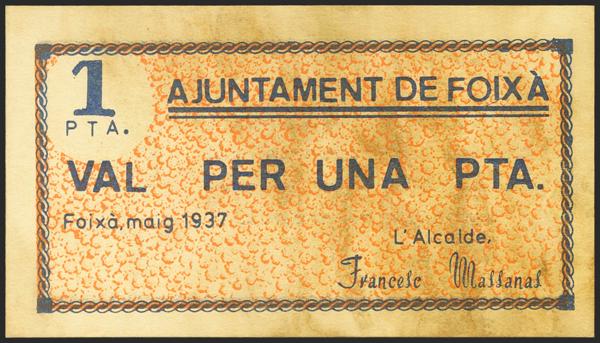 1
PTA.
AJUNTAMENT DE FOIXÀ
VAL PER UNA PTA.
Foixà, maig 1937
L'Alcalde,
Francesc Massanas